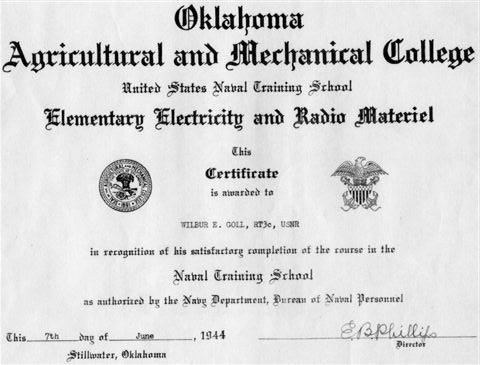 Oklahoma
Agricultural and Mechanical College
United States Naval Training School
Elementary Electricity and Radio Materiel
This
Certificate
is awarded to
WILBUR E. GOLL, RT3c, USNR
in recognition of his satisfactory completion of the course in the
Naval Training School
as authorized by the Navy Department, Bureau of Naval Personnel
This 7th day of June, 1944
E B Phillips
Director
Stillwater, Oklahoma